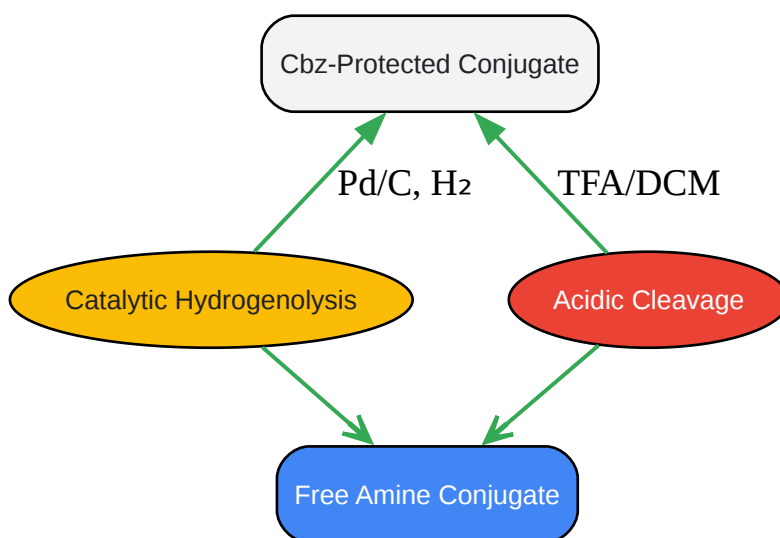 Cbz-Protected Conjugate
Pd/C, H₂
TFA/DCM
Catalytic Hydrogenolysis
Acidic Cleavage
Free Amine Conjugate